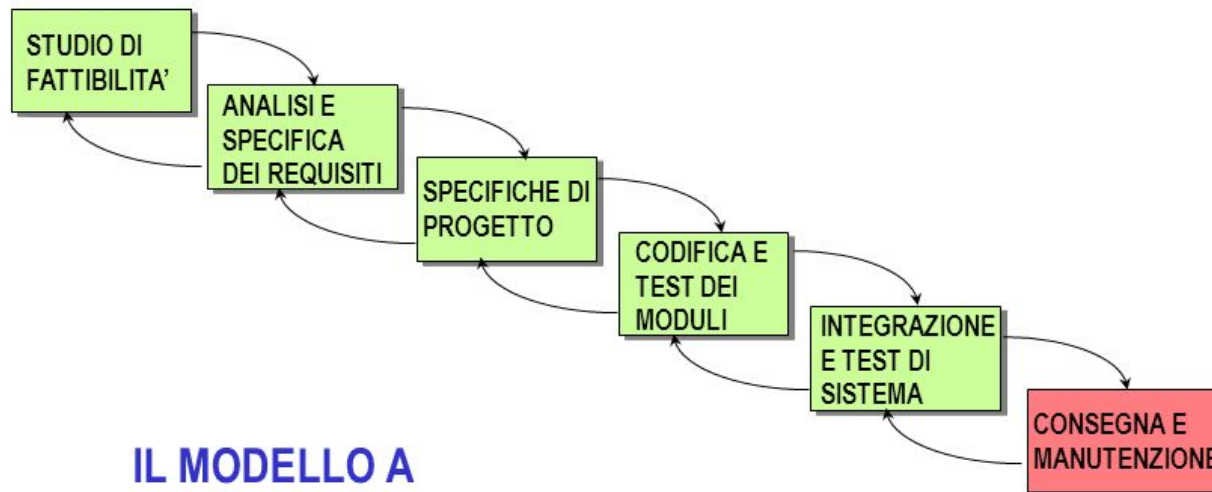 STUDIO DI
FATTIBILITA'
ANALISI E
SPECIFICA
DEI REQUISITI
SPECIFICHE DI
PROGETTO
CODIFICA E
TEST DEI
MODULI
INTEGRAZIONE
E TEST DI
SISTEMA
CONSEGNA E
MANUTENZIONE
IL MODELLO A